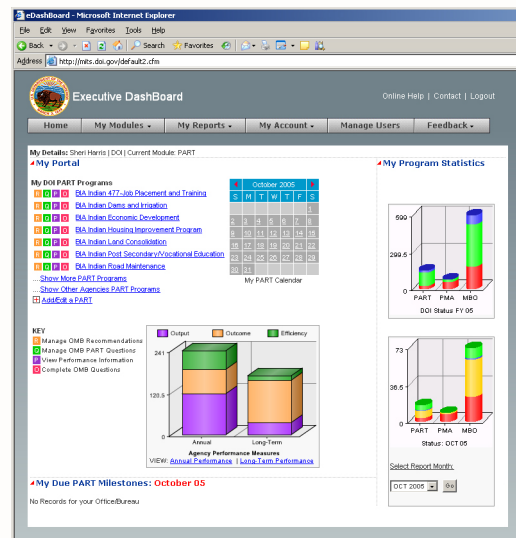 eDashBoard - Microsoft Internet Explorer
File Edit View Favorites Tools Help
Back Search Favorites
Address http://mits.doi.gov/default2.cfm
Executive DashBoard
Online Help | Contact | Logout
Home My Modules My Reports My Account Manage Users Feedback
My Details: Sheri Harris | DOI | Current Module: PART
My Portal
My DOI PART Programs
R Q P O BIA Indian 477-Job Placement and Training
R Q P O BIA Indian Dams and Irrigation
R Q P O BIA Indian Economic Development
R Q P O BIA Indian Housing Improvement Program
R Q P O BIA Indian Land Consolidation
R Q P O BIA Indian Post Secondary/Vocational Education
R Q P O BIA Indian Road Maintenance
....Show More PART Programs
....Show Other Agencies PART Programs
Add/Edit a PART
October 2005
S M T W T F S
1
2 3 4 5 6 7 8
9 10 11 12 13 14 15
16 17 18 19 20 21 22
23 24 25 26 27 28 29
30 31
My PART Calendar
KEY
R Manage OMB Recommendations
Q Manage OMB PART Questions
P View Performance Information
O Complete OMB Questions
Output Outcome Efficiency
241
120.5
0
Annual Long-Term
Agency Performance Measures
VIEW: Annual Performance | Long-Term Performance
My Due PART Milestones: October 05
No Records for your Office/Bureau
My Program Statistics
599
299.5
0
PART PMA MBO
DOI Status FY 05
73
36.5
0
PART PMA MBO
Status: OCT 05
Select Report Month:
OCT 2005 Go